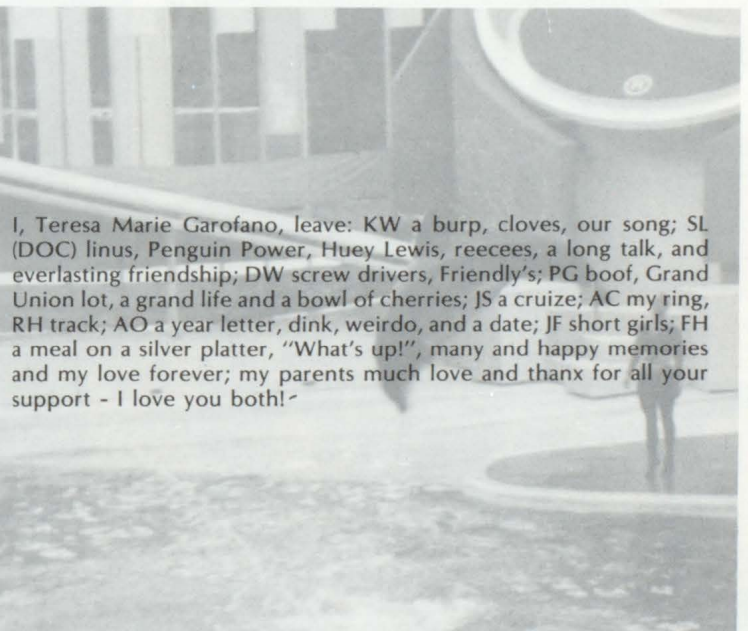 I, Teresa Marie Garofano, leave: KW a burp, cloves, our song; SL
(DOC) linus, Penguin Power, Huey Lewis, reecees, a long talk, and
everlasting friendship; DW screw drivers, Friendly's; PG boof, Grand
Union lot, a grand life and a bowl of cherries; JS a cruize; AC my ring,
RH track; AO a year letter, dink, weirdo, and a date; JF short girls; FH
a meal on a silver platter, "What's up!", many and happy memories
and my love forever; my parents much love and thanx for all your
support - I love you both!